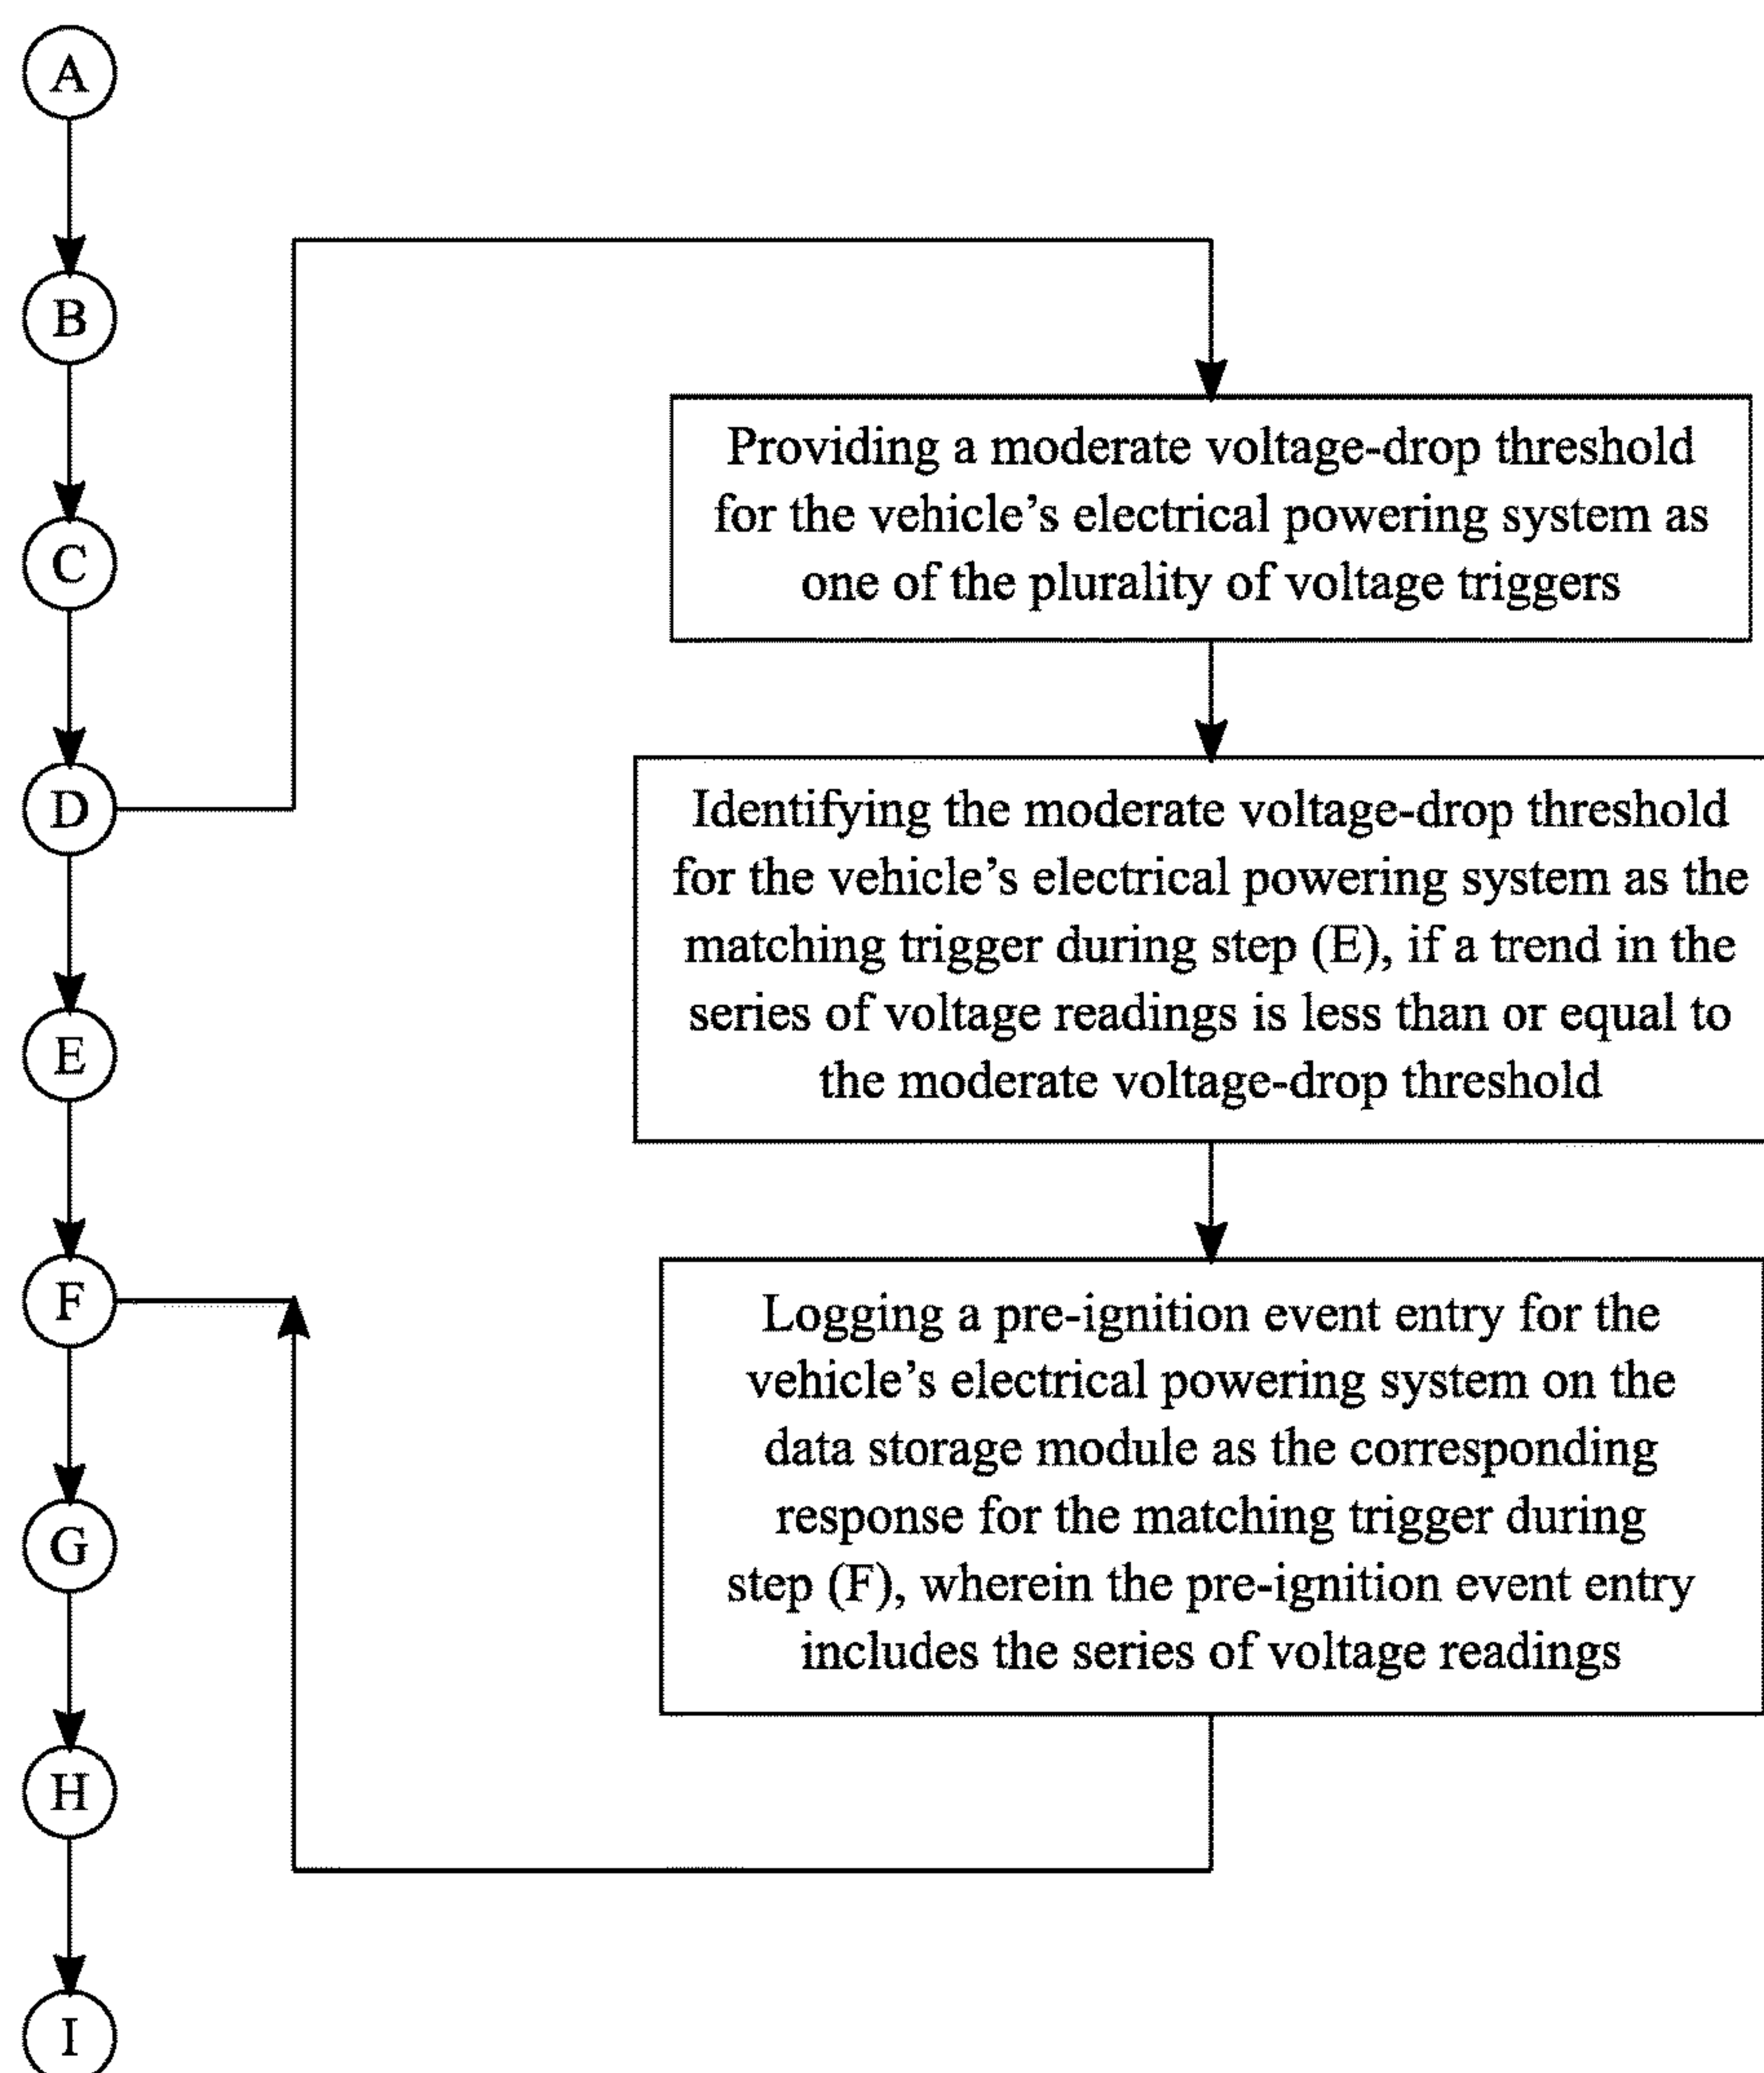 A
B
C
D
E
F
G
H
I
Providing a moderate voltage-drop threshold
for the vehicle’s electrical powering system as
one of the plurality of voltage triggers
Identifying the moderate voltage-drop threshold
for the vehicle’s electrical powering system as the
matching trigger during step (E), if a trend in the
series of voltage readings is less than or equal to
the moderate voltage-drop threshold
Logging a pre-ignition event entry for the
vehicle’s electrical powering system on the
data storage module as the corresponding
response for the matching trigger during
step (F), wherein the pre-ignition event entry
includes the series of voltage readings